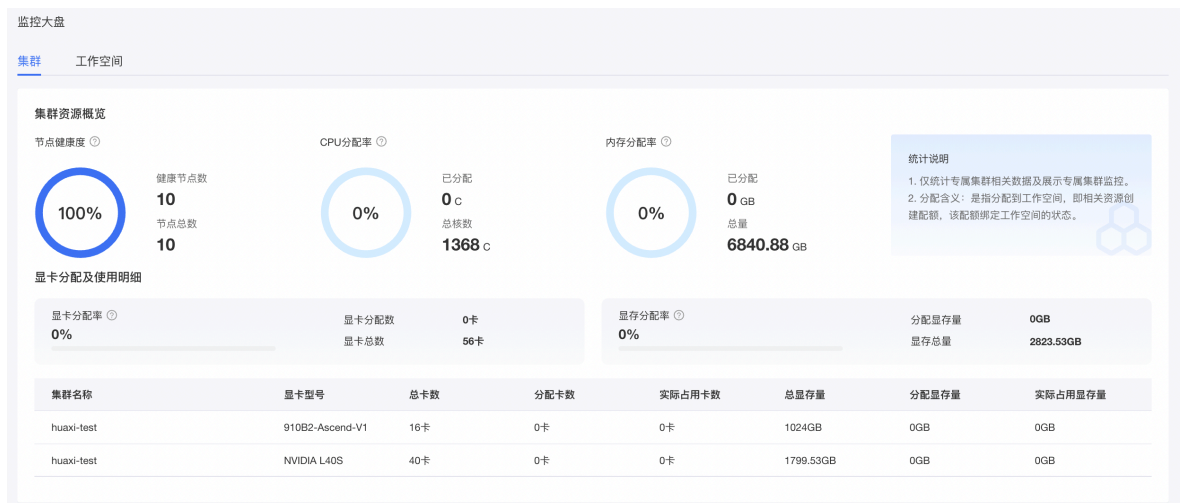 监控大盘
集群 工作空间
集群资源概览
节点健康度 CPU分配率 内存分配率
100%
健康节点数
10
节点总数
10
0%
已分配
0 C
总核数
1368 C
0%
已分配
0 GB
总量
6840.88 GB
统计说明
1. 仅统计专属集群相关数据及展示专属集群监控。
2. 分配含义：是指分配到工作空间，即相关资源创
建配额，该配额绑定工作空间的状态。
显卡分配及使用明细
显卡分配率
0%
显卡分配数 0卡
显卡总数 56卡
显存分配率
0%
分配显存量 0GB
显存总量 2823.53GB
集群名称 显卡型号 总卡数 分配卡数 实际占用卡数 总显存量 分配显存量 实际占用显存量
huaxi-test 910B2-Ascend-V1 16卡 0卡 0卡 1024GB 0GB 0GB
huaxi-test NVIDIA L40S 40卡 0卡 0卡 1799.53GB 0GB 0GB